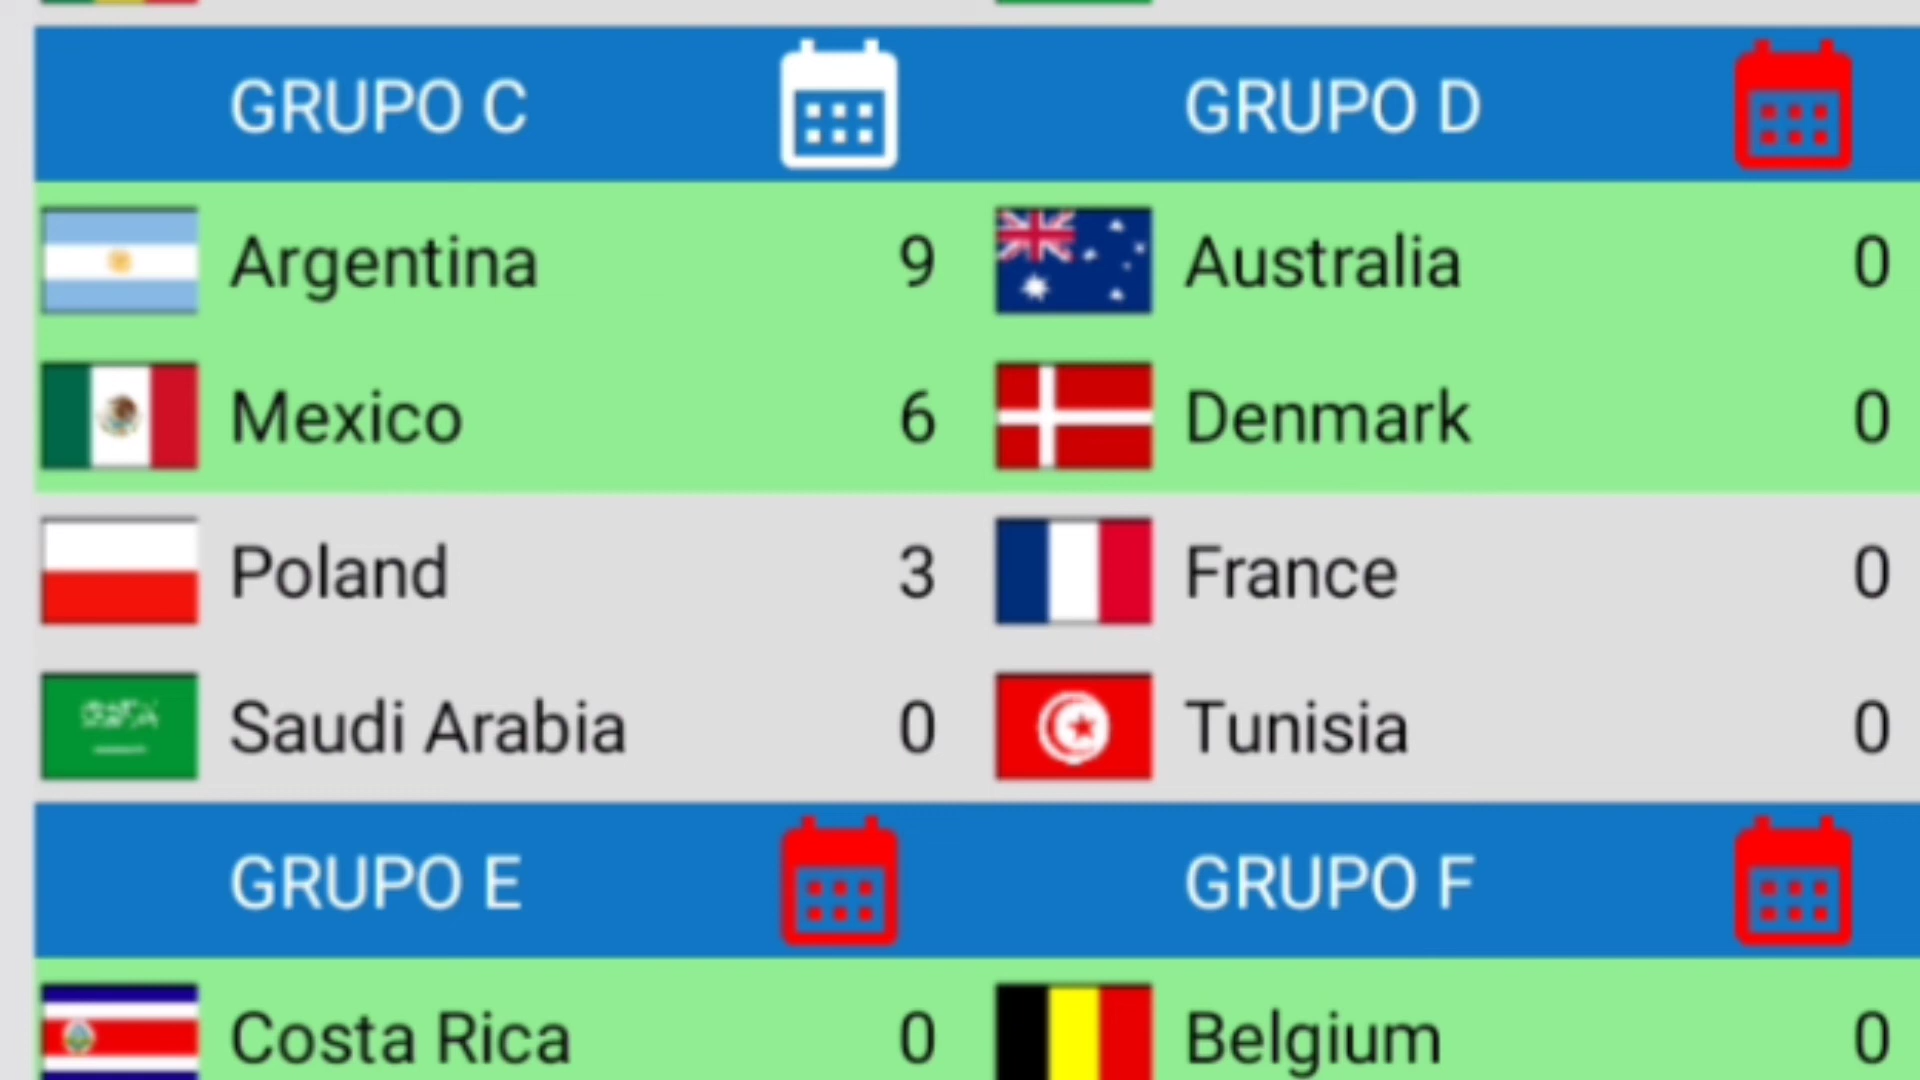 GRUPO C GRUPO D
Argentina 9 Australia 0
Mexico 6 Denmark 0
Poland 3 France 0
Saudi Arabia 0 Tunisia 0
GRUPO E GRUPO F
Costa Rica 0 Belgium 0